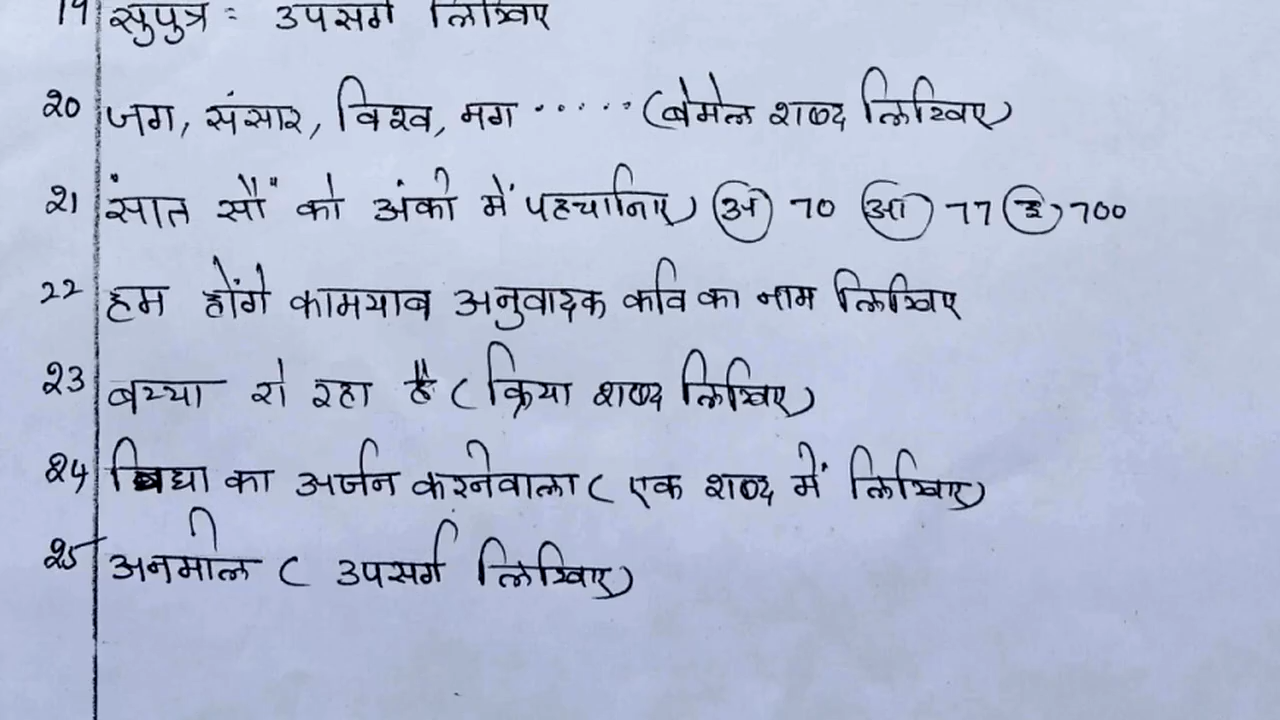 19 सुपुत्र : उपसर्ग लिखिए
20 जग, संसार, विश्व, मग ...... (बेमेल शब्द लिखिए)
21 "सात सौ" को अंको में पहचानिए (अ) 70 (आ) 77 (इ) 700
22 हम होंगे कामयाब अनुवादक कवि का नाम लिखिए
23 बच्चा रो रहा है (क्रिया शब्द लिखिए)
24 विद्या का अर्जन करनेवाला (एक शब्द में लिखिए)
25 अनमोल (उपसर्ग लिखिए)